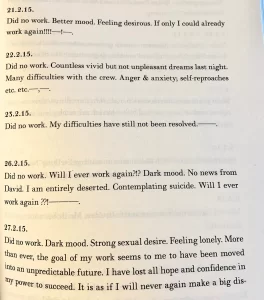 21.2.15.
Did no work. Better mood. Feeling desirous. If only I could already
work again!!!!—!—.
22.2.15.
Did no work. Countless vivid but not unpleasant dreams last night.
Many difficulties with the crew. Anger & anxiety, self-reproaches
etc. etc.—,—.
23.2.15.
Did no work. My difficulties have still not been resolved.——.
26.2.15.
Did no work. Will I ever work again?!? Dark mood. No news from
David. I am entirely deserted. Contemplating suicide. Will I ever
work again ??!———.
27.2.15.
Did no work. Dark mood. Strong sexual desire. Feeling lonely. More
than ever, the goal of my work seems to me to have been moved
into an unpredictable future. I have lost all hope and confidence in
my power to succeed. It is as if I will never again make a big dis-